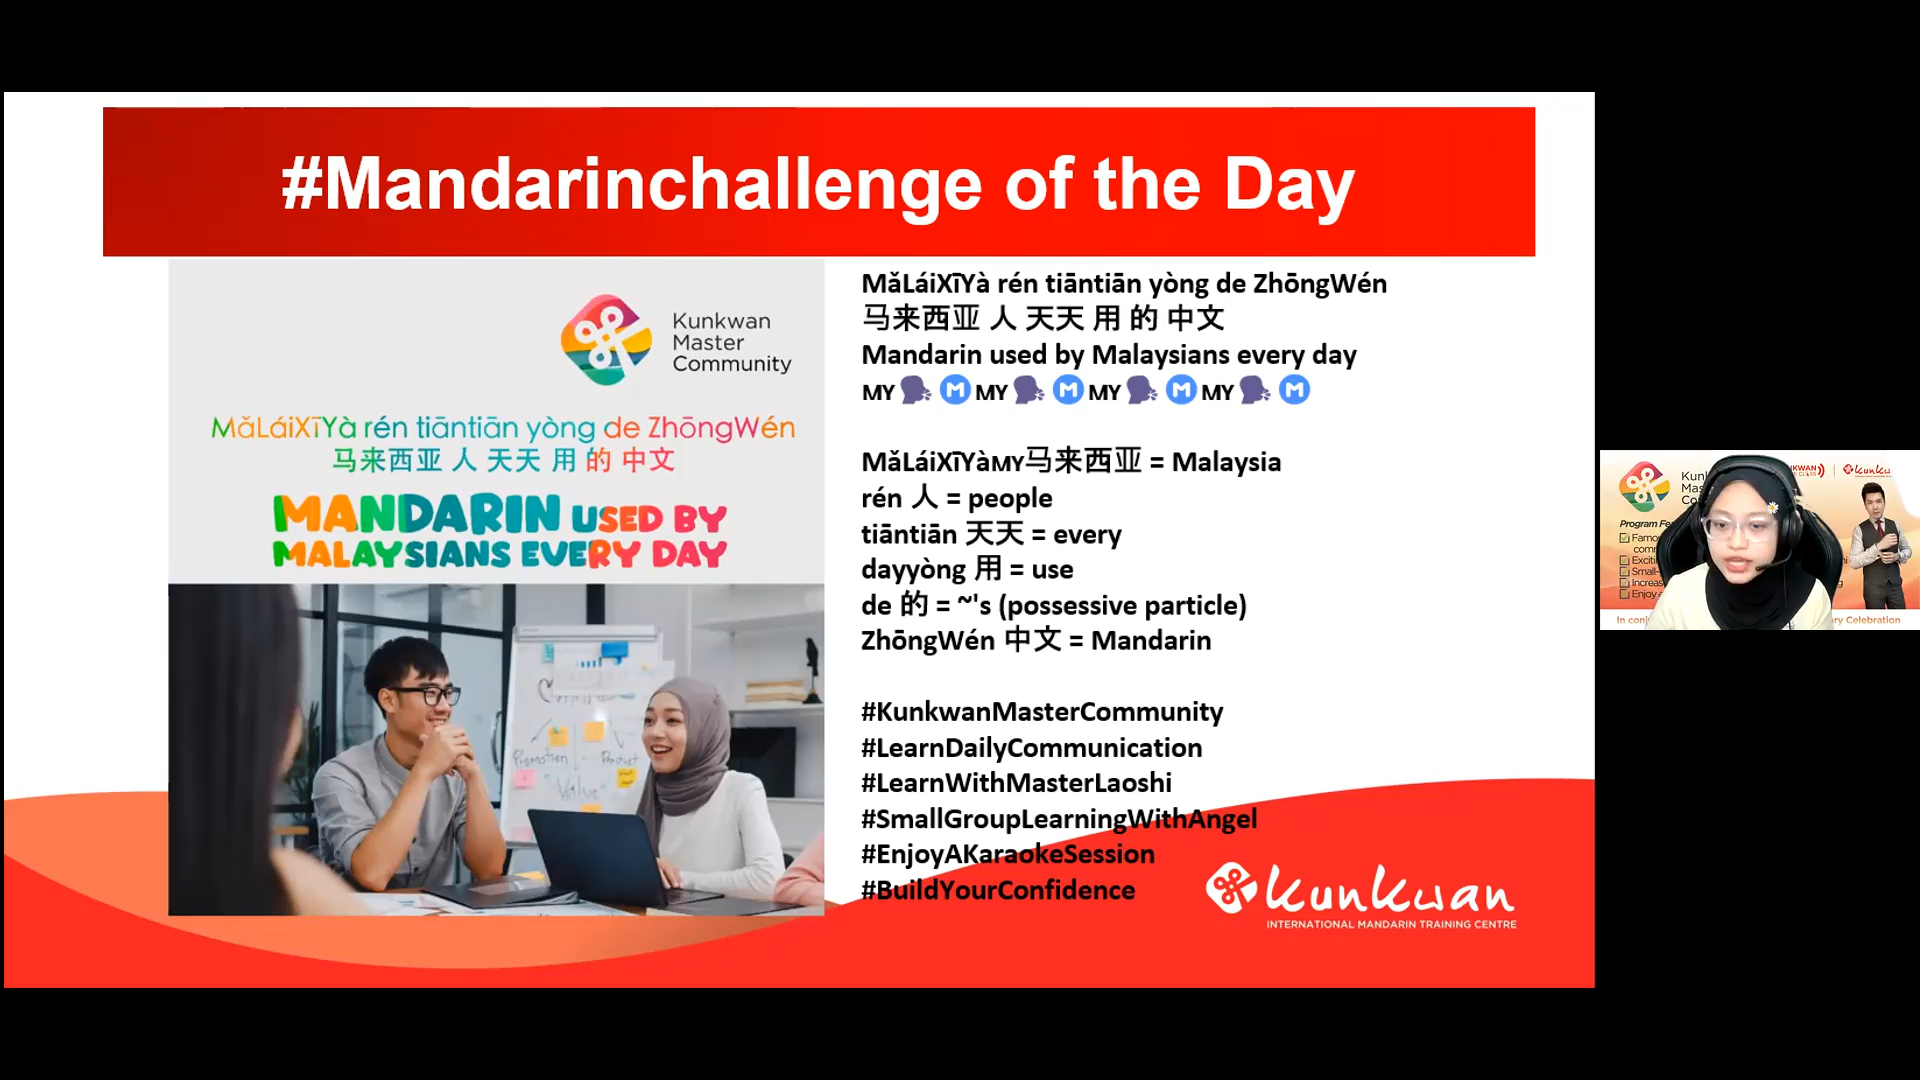 #Mandarinchallenge of the Day
Kunkwan
Master
Community
MǎLáiXīYà rén tiāntiān yòng de ZhōngWén
马来西亚 人 天天 用 的 中文
MANDARIN USED BY
MALAYSIANS EVERY DAY
Promotion
Product
Value
MǎLáiXīYà rén tiāntiān yòng de ZhōngWén
马来西亚 人 天天 用 的 中文
Mandarin used by Malaysians every day
MY Ⓜ MY Ⓜ MY Ⓜ MY Ⓜ
MǎLáiXīYàMY马来西亚 = Malaysia
rén 人 = people
tiāntiān 天天 = every
dayyòng 用 = use
de 的 = ~'s (possessive particle)
ZhōngWén 中文 = Mandarin
#KunkwanMasterCommunity
#LearnDailyCommunication
#LearnWithMasterLaoshi
#SmallGroupLearningWithAngel
#EnjoyAKaraokeSession
#BuildYourConfidence
kunkwan
INTERNATIONAL MANDARIN TRAINING CENTRE
Program